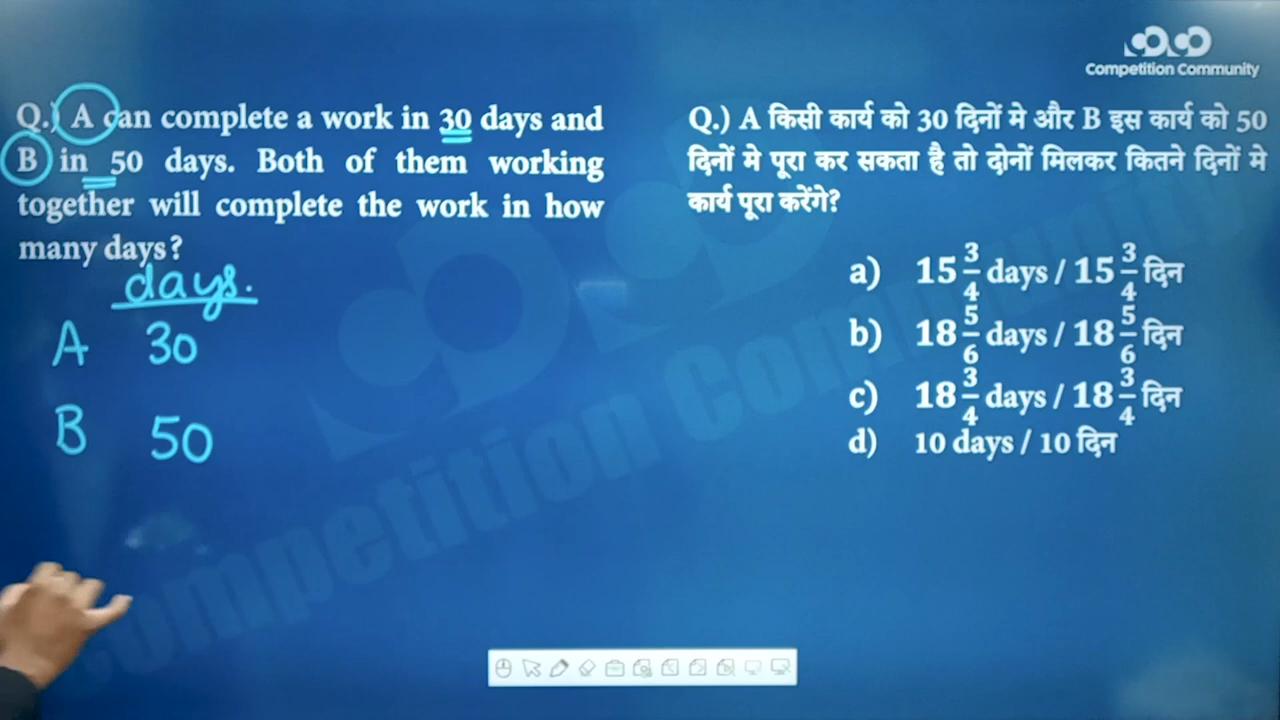 Competition Community
Q.) A can complete a work in 30 days and
B in 50 days. Both of them working
together will complete the work in how
many days?
days.
A 30
B 50
Q.) A किसी कार्य को 30 दिनों मे और B इस कार्य को 50
दिनों मे पूरा कर सकता है तो दोनों मिलकर कितने दिनों मे
कार्य पूरा करेंगे?
a) 15 3/4 days / 15 3/4 दिन
b) 18 5/6 days / 18 5/6 दिन
c) 18 3/4 days / 18 3/4 दिन
d) 10 days / 10 दिन
Competition Community